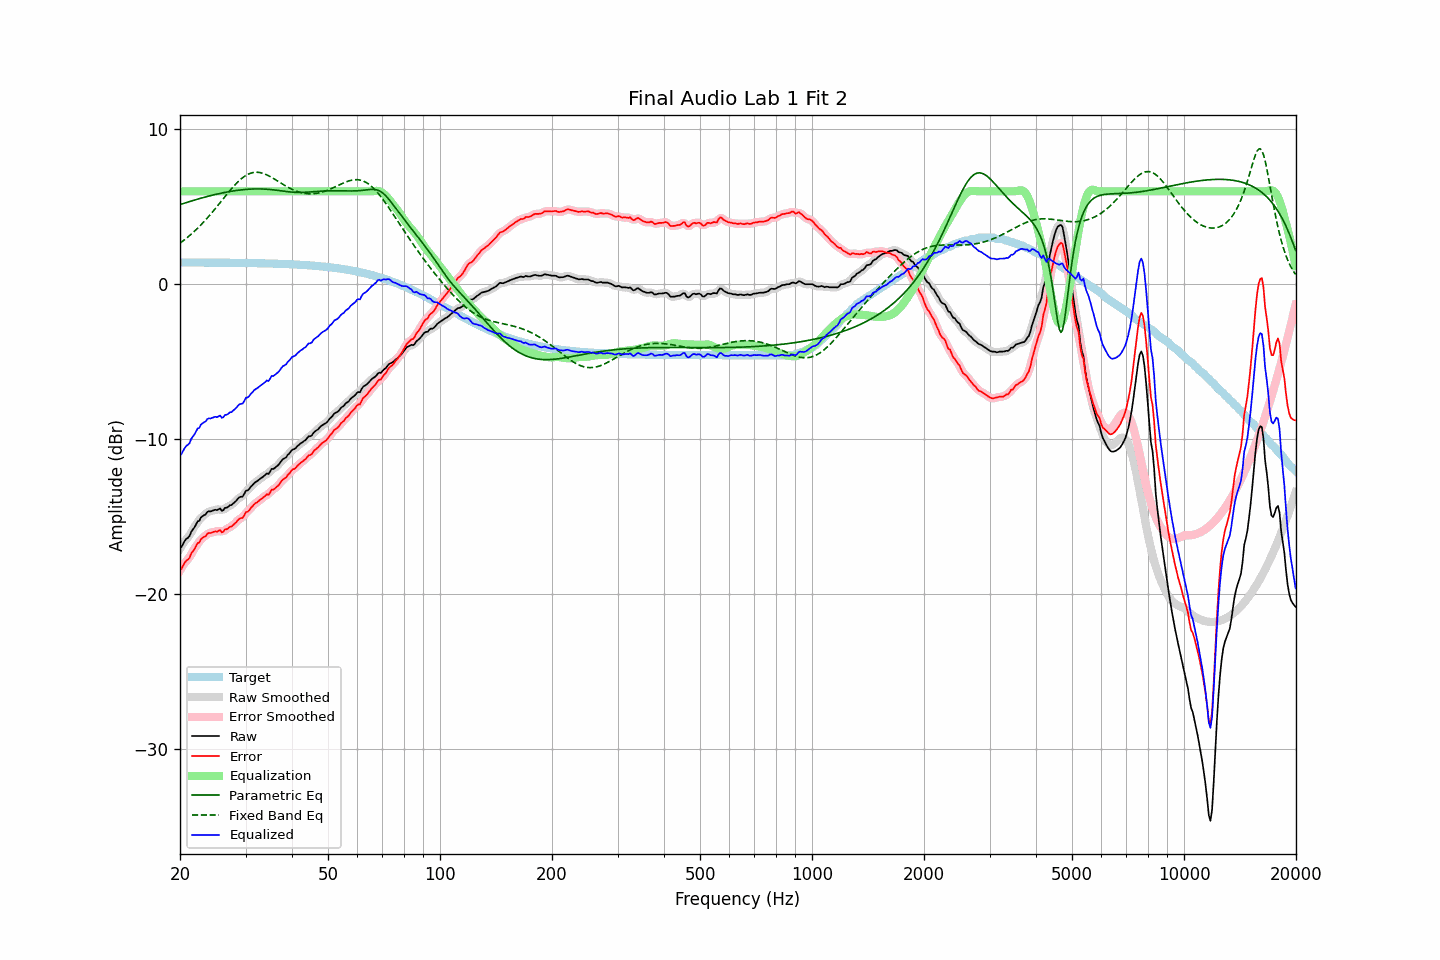 Final Audio Lab 1 Fit 2
10
0
−10
−20
−30
Amplitude (dBr)
Target
Raw Smoothed
Error Smoothed
Raw
Error
Equalization
Parametric Eq
Fixed Band Eq
Equalized
20 50 100 200 500 1000 2000 5000 10000 20000
Frequency (Hz)